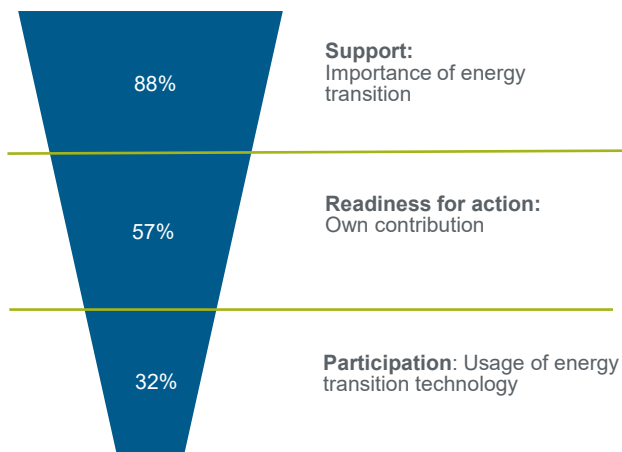 88%
Support:
Importance of energy
transition
57%
Readiness for action:
Own contribution
32%
Participation: Usage of energy
transition technology